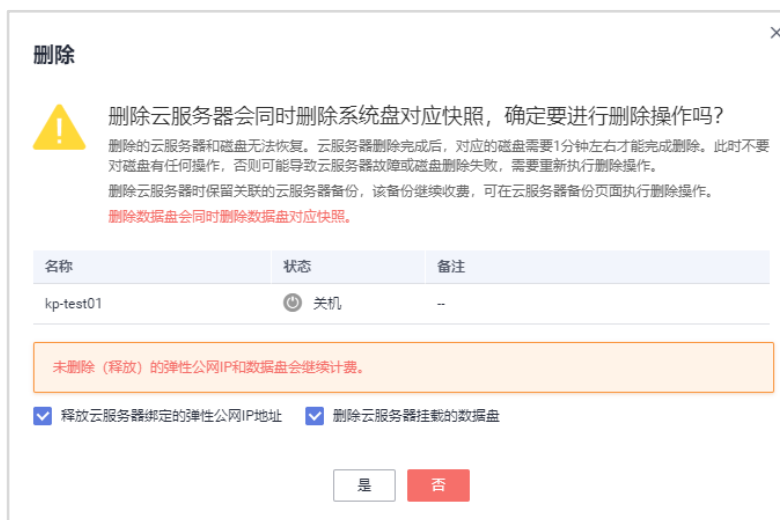 删除
删除云服务器会同时删除系统盘对应快照，确定要进行删除操作吗？
删除的云服务器和磁盘无法恢复。云服务器删除完成后，对应的磁盘需要1分钟左右才能完成删除。此时不要
对磁盘有任何操作，否则可能导致云服务器故障或磁盘删除失败，需要重新执行删除操作。
删除云服务器时保留关联的云服务器备份，该备份继续收费，可在云服务器备份页面执行删除操作。
删除数据盘会同时删除数据盘对应快照。
名称 状态 备注
kp-test01 关机 --
未删除（释放）的弹性公网IP和数据盘会继续计费。
释放云服务器绑定的弹性公网IP地址 删除云服务器挂载的数据盘
是 否